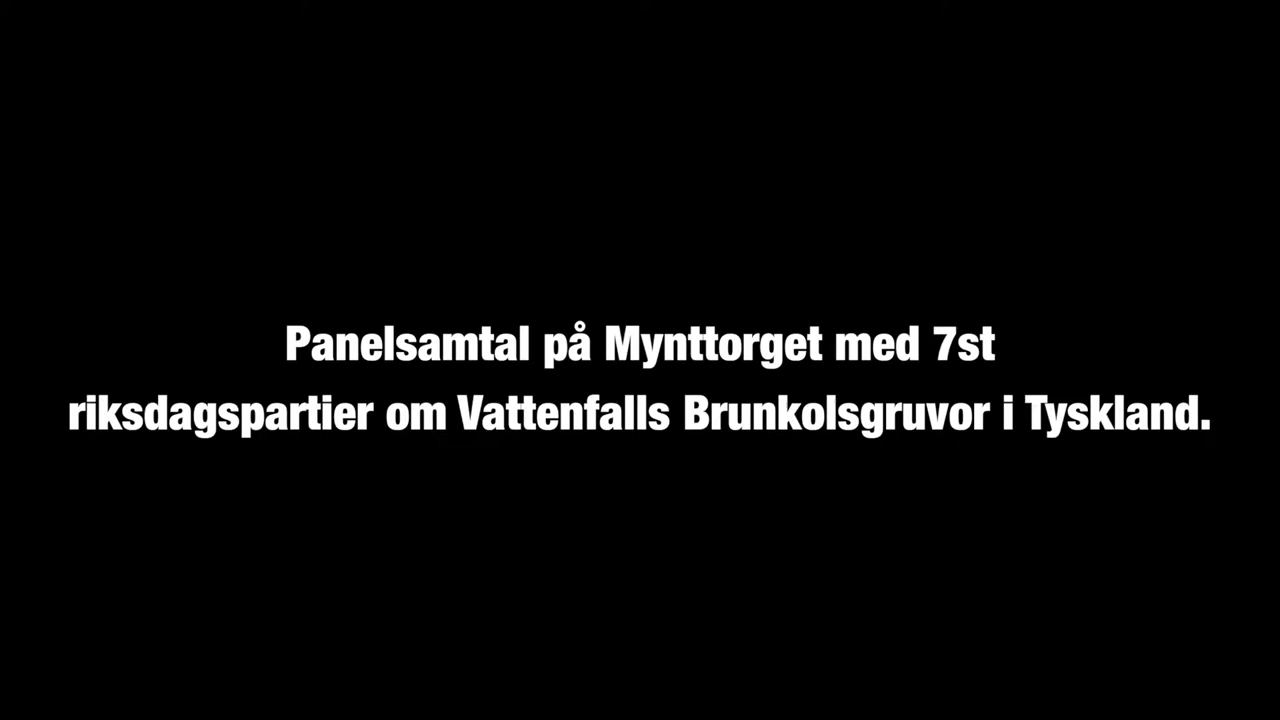 Panelsamtal på Mynttorget med 7st
riksdagspartier om Vattenfalls Brunkolsgruvor i Tyskland.